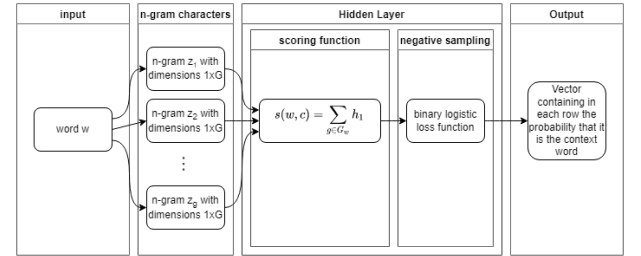 input
n-gram characters
Hidden Layer
Output
scoring function
negative sampling
word w
n-gram z₁ with
dimensions 1xG
n-gram z₂ with
dimensions 1xG
⋮
n-gram z_g with
dimensions 1xG
s(w, c) = ∑_{g∈G_w} h₁
binary logistic
loss function
Vector
containing in
each row the
probability that it
is the context
word